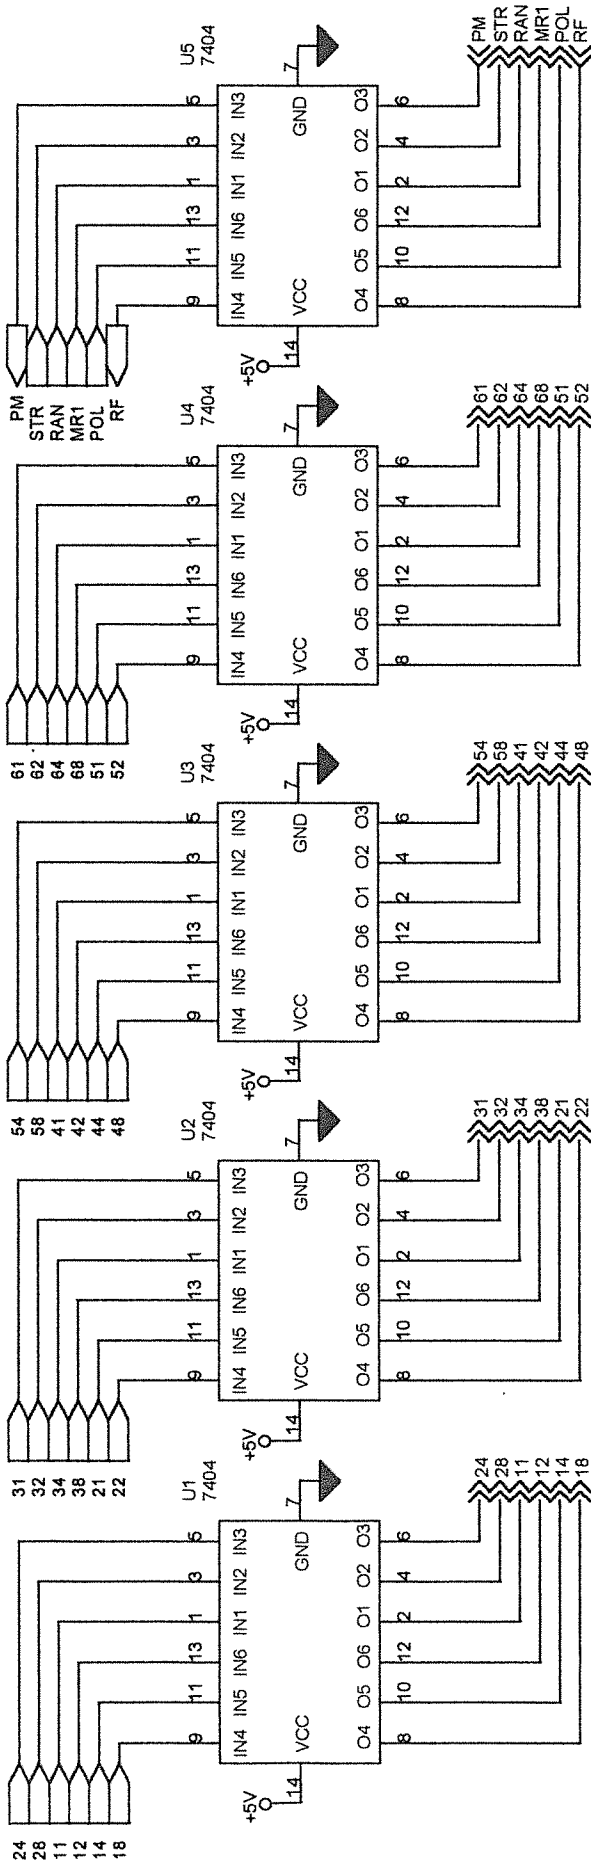 U5
7404
7
GND
5 3 1 13 11 9
IN3 IN2 IN1 IN6 IN5 IN4
VCC
14
+5V
O3 O2 O1 O6 O5 O4
6 4 2 12 10 8
PM
STR
RAN
MR1
POL
RF
PM
STR
RAN
MR1
POL
RF
U4
7404
7
GND
5 3 1 13 11 9
IN3 IN2 IN1 IN6 IN5 IN4
VCC
14
+5V
O3 O2 O1 O6 O5 O4
6 4 2 12 10 8
61
62
64
68
51
52
61
62
64
68
51
52
U3
7404
7
GND
5 3 1 13 11 9
IN3 IN2 IN1 IN6 IN5 IN4
VCC
14
+5V
O3 O2 O1 O6 O5 O4
6 4 2 12 10 8
54
58
41
42
44
48
54
58
41
42
44
48
U2
7404
7
GND
5 3 1 13 11 9
IN3 IN2 IN1 IN6 IN5 IN4
VCC
14
+5V
O3 O2 O1 O6 O5 O4
6 4 2 12 10 8
31
32
34
38
21
22
31
32
34
38
21
22
U1
7404
7
GND
5 3 1 13 11 9
IN3 IN2 IN1 IN6 IN5 IN4
VCC
14
+5V
O3 O2 O1 O6 O5 O4
6 4 2 12 10 8
24
28
11
12
14
18
24
28
11
12
14
18